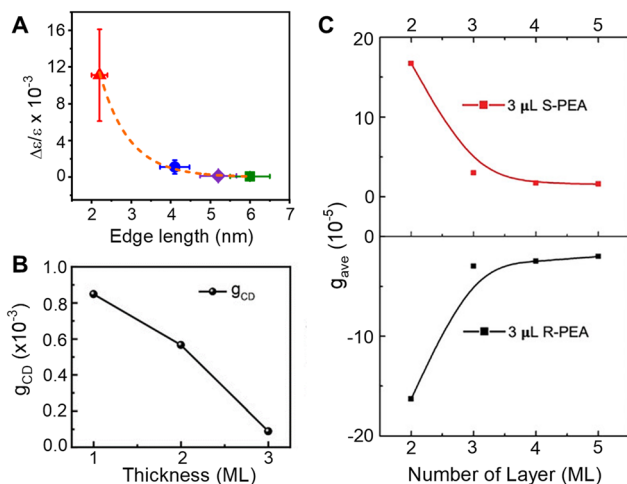 A
Δε/ε x 10⁻³
16
12
8
4
0
1 2 3 4 5 6 7
Edge length (nm)
B
g_CD (x10⁻³)
1.0
0.8
0.6
0.4
0.2
0.0
g_CD
1 2 3
Thickness (ML)
C
2 3 4 5
g_ave (10⁻⁵)
20
10
0
3 μL S-PEA
0
-10
-20
3 μL R-PEA
2 3 4 5
Number of Layer (ML)